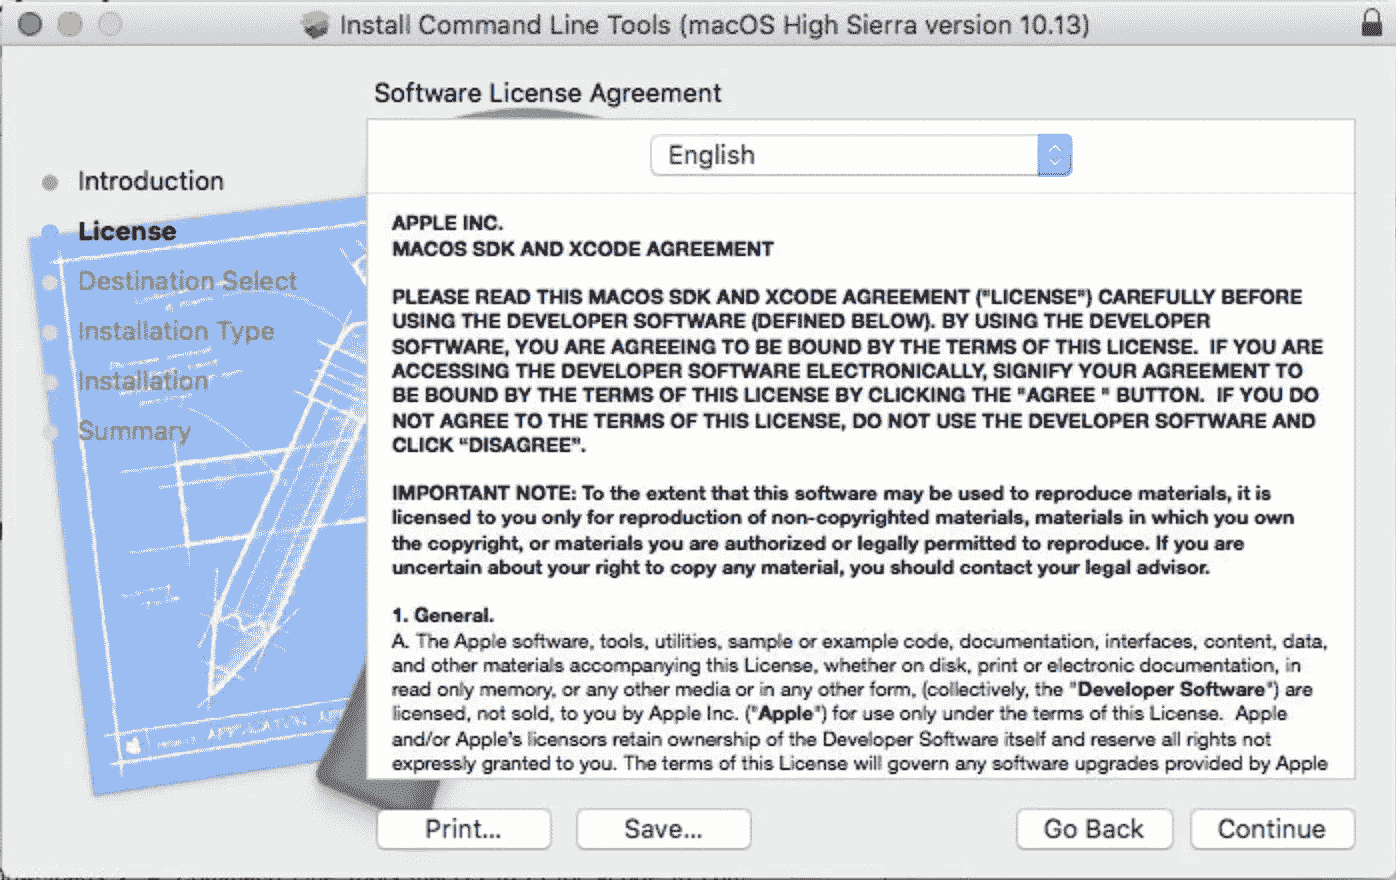 Install Command Line Tools (macOS High Sierra version 10.13)
Software License Agreement
Introduction
License
Destination Select
Installation Type
Installation
Summary
English
APPLE INC.
MACOS SDK AND XCODE AGREEMENT
PLEASE READ THIS MACOS SDK AND XCODE AGREEMENT ("LICENSE") CAREFULLY BEFORE
USING THE DEVELOPER SOFTWARE (DEFINED BELOW). BY USING THE DEVELOPER
SOFTWARE, YOU ARE AGREEING TO BE BOUND BY THE TERMS OF THIS LICENSE.  IF YOU ARE
ACCESSING THE DEVELOPER SOFTWARE ELECTRONICALLY, SIGNIFY YOUR AGREEMENT TO
BE BOUND BY THE TERMS OF THIS LICENSE BY CLICKING THE "AGREE " BUTTON.  IF YOU DO
NOT AGREE TO THE TERMS OF THIS LICENSE, DO NOT USE THE DEVELOPER SOFTWARE AND
CLICK “DISAGREE”.
IMPORTANT NOTE: To the extent that this software may be used to reproduce materials, it is
licensed to you only for reproduction of non-copyrighted materials, materials in which you own
the copyright, or materials you are authorized or legally permitted to reproduce. If you are
uncertain about your right to copy any material, you should contact your legal advisor.
1. General.
A. The Apple software, tools, utilities, sample or example code, documentation, interfaces, content, data,
and other materials accompanying this License, whether on disk, print or electronic documentation, in
read only memory, or any other media or in any other form, (collectively, the "Developer Software") are
licensed, not sold, to you by Apple Inc. ("Apple") for use only under the terms of this License.  Apple
and/or Apple's licensors retain ownership of the Developer Software itself and reserve all rights not
expressly granted to you. The terms of this License will govern any software upgrades provided by Apple
APPLICATION
Print...
Save...
Go Back
Continue